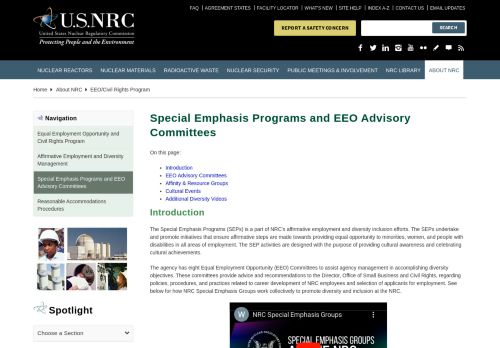 FAQ | AGREEMENT STATES | FACILITY LOCATOR | WHAT'S NEW | SITE HELP | INDEX A-Z | CONTACT US | EMAIL UPDATES
U.S.NRC
United States Nuclear Regulatory Commission
Protecting People and the Environment
REPORT A SAFETY CONCERN
SEARCH
NUCLEAR REACTORS NUCLEAR MATERIALS RADIOACTIVE WASTE NUCLEAR SECURITY PUBLIC MEETINGS & INVOLVEMENT NRC LIBRARY ABOUT NRC
Home ▸ About NRC ▸ EEO/Civil Rights Program
Navigation
Equal Employment Opportunity and
Civil Rights Program
Affirmative Employment and Diversity
Management
Special Emphasis Programs and EEO
Advisory Committees
Reasonable Accommodations
Procedures
Spotlight
Choose a Section
Special Emphasis Programs and EEO Advisory
Committees
On this page:
• Introduction
• EEO Advisory Committees
• Affinity & Resource Groups
• Cultural Events
• Additional Diversity Videos
Introduction
The Special Emphasis Programs (SEPs) is a part of NRC's affirmative employment and diversity inclusion efforts. The SEPs undertake
and promote initiatives that ensure affirmative steps are made towards providing equal opportunity to minorities, women, and people with
disabilities in all areas of employment. The SEP activities are designed with the purpose of providing cultural awareness and celebrating
cultural achievements.
The agency has eight Equal Employment Opportunity (EEO) Committees to assist agency management in accomplishing diversity
objectives. These committees provide advice and recommendations to the Director, Office of Small Business and Civil Rights, regarding
policies, procedures, and practices related to career development of NRC employees and selection of applicants for employment. See
below for how NRC Special Emphasis Groups work collectively to promote diversity and inclusion at the NRC.
W NRC Special Emphasis Groups
SPECIAL EMPHASIS GROUPS